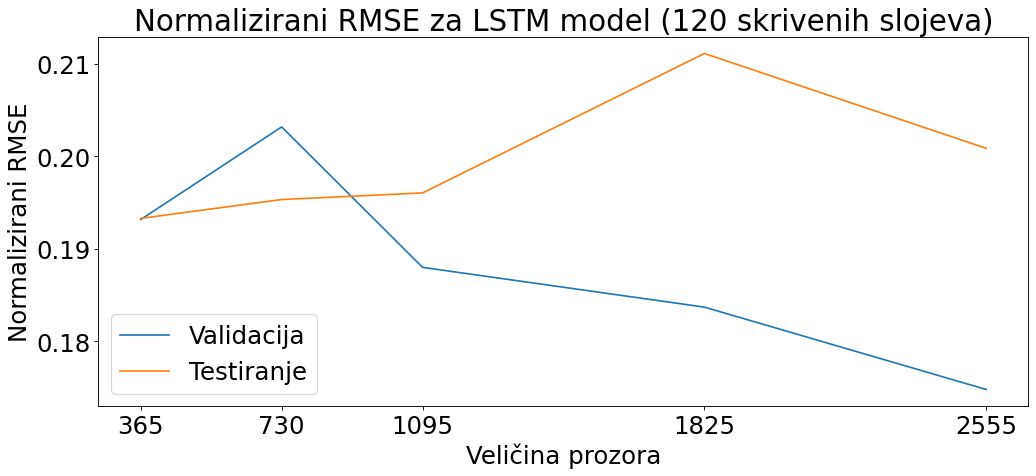 Normalizirani RMSE za LSTM model (120 skrivenih slojeva)
Normalizirani RMSE
0.21
0.20
0.19
0.18
Validacija
Testiranje
365 730 1095 1825 2555
Veličina prozora